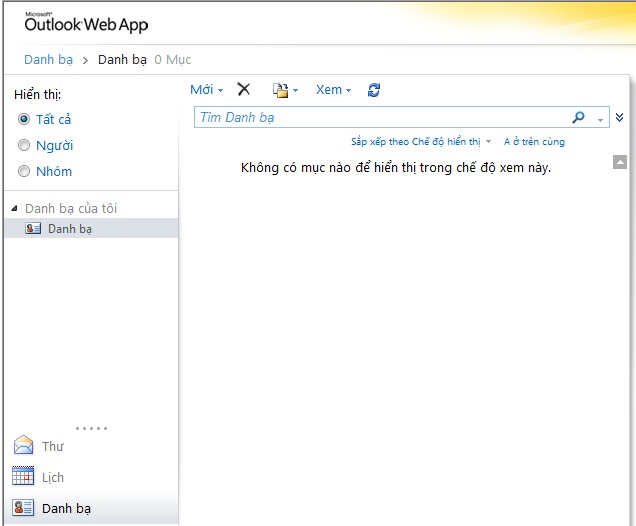 Microsoft®
Outlook Web App
Danh bạ > Danh bạ 0 Mục
Hiển thị:
Tất cả
Người
Nhóm
Danh bạ của tôi
Danh bạ
Mới
Xem
Tìm Danh bạ
Sắp xếp theo Chế độ hiển thị
A ở trên cùng
Không có mục nào để hiển thị trong chế độ xem này.
Thư
Lịch
Danh bạ